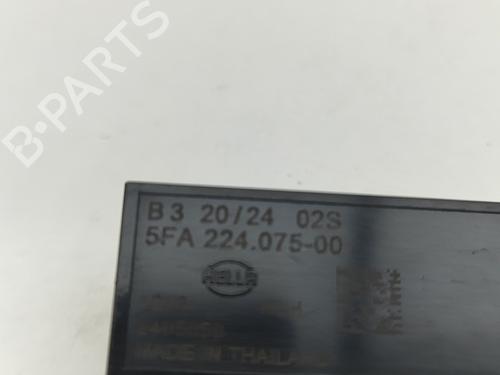 B-PARTS
B 3 20/24 02S
5FA 224.075-00
HELLA
MADE IN THAILAND